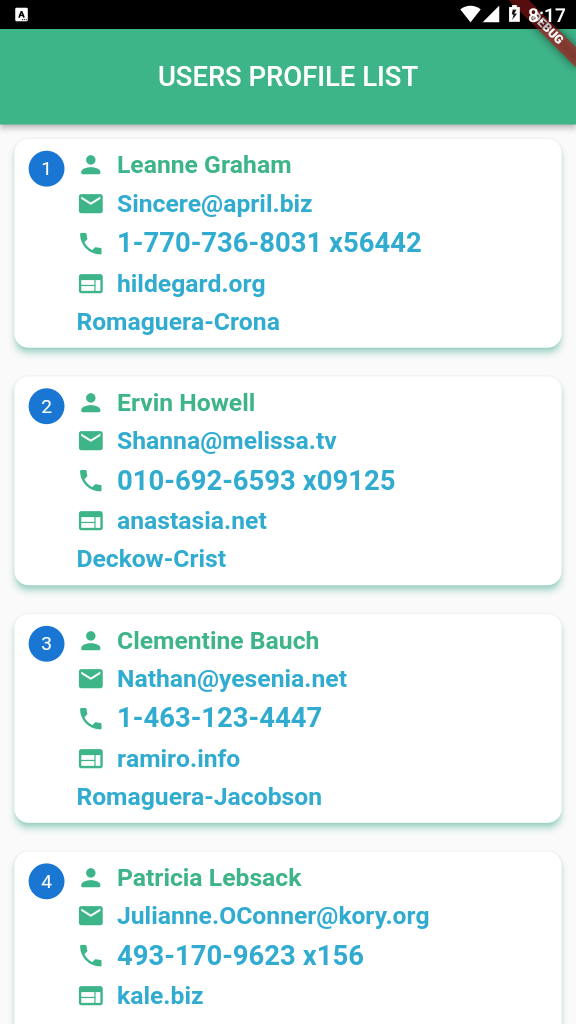 8:17
DEBUG
USERS PROFILE LIST
1
Leanne Graham
Sincere@april.biz
1-770-736-8031 x56442
hildegard.org
Romaguera-Crona
2
Ervin Howell
Shanna@melissa.tv
010-692-6593 x09125
anastasia.net
Deckow-Crist
3
Clementine Bauch
Nathan@yesenia.net
1-463-123-4447
ramiro.info
Romaguera-Jacobson
4
Patricia Lebsack
Julianne.OConner@kory.org
493-170-9623 x156
kale.biz